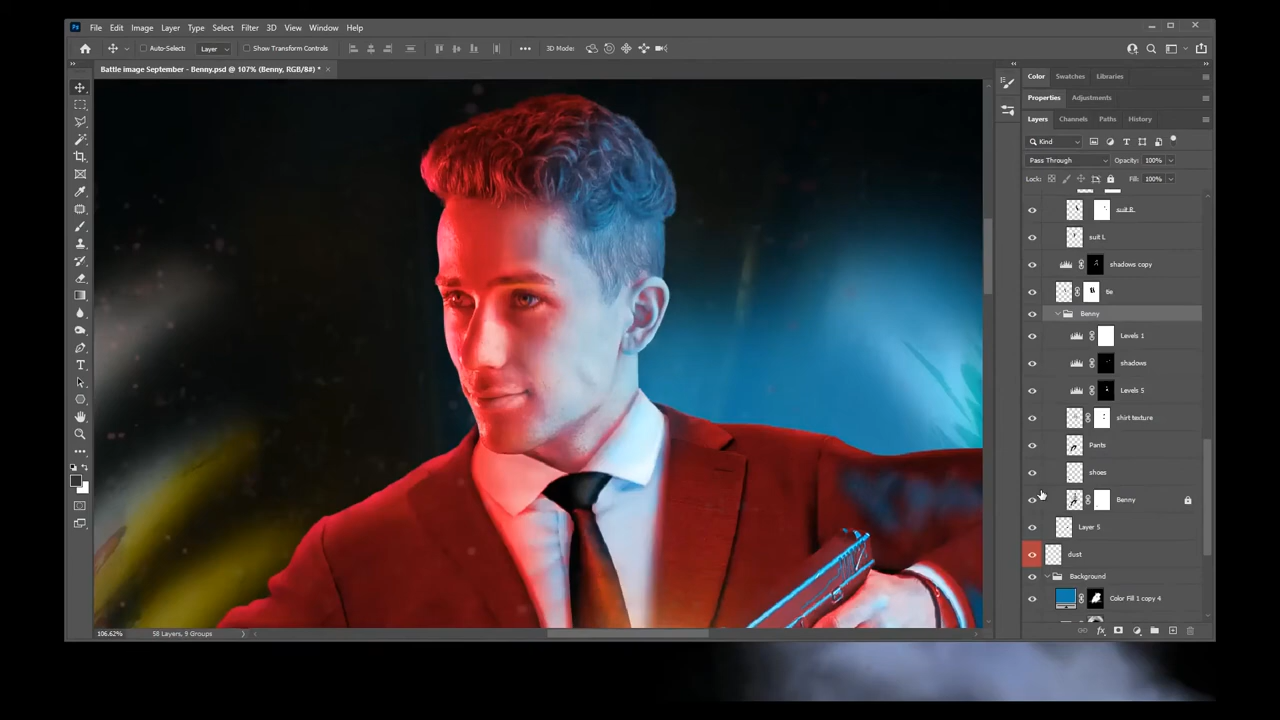 Ps File Edit Image Layer Type Select Filter 3D View Window Help
Auto-Select: Layer Show Transform Controls 3D Mode:
Battle image September - Benny.psd @ 107% (Benny, RGB/8#) *
Color Swatches Libraries
Properties Adjustments
Layers Channels Paths History
Kind
Pass Through Opacity: 100%
Lock: Fill: 100%
suit R
suit L
shadows copy
tie
Benny
Levels 1
shadows
Levels 5
shirt texture
Pants
shoes
Benny
Layer 5
dust
Background
Color Fill 1 copy 4
106.62% 58 Layers, 9 Groups
fx